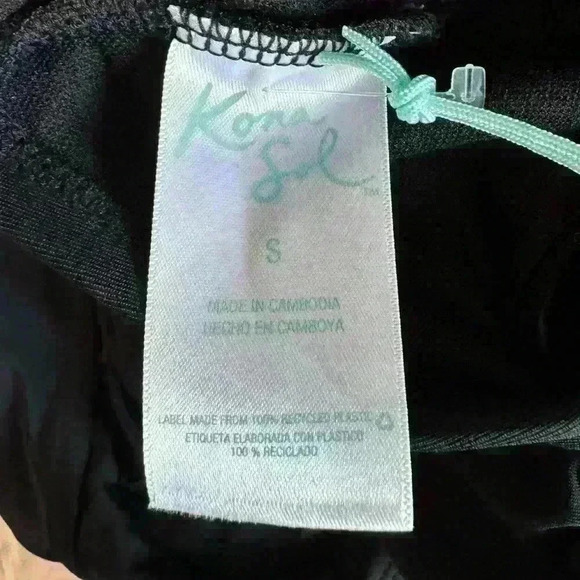 Kona
Sol™
S
MADE IN CAMBODIA
HECHO EN CAMBOYA
LABEL MADE FROM 100% RECYCLED PLASTIC
ETIQUETA ELABORADA CON PLASTICO
100 % RECICLADO